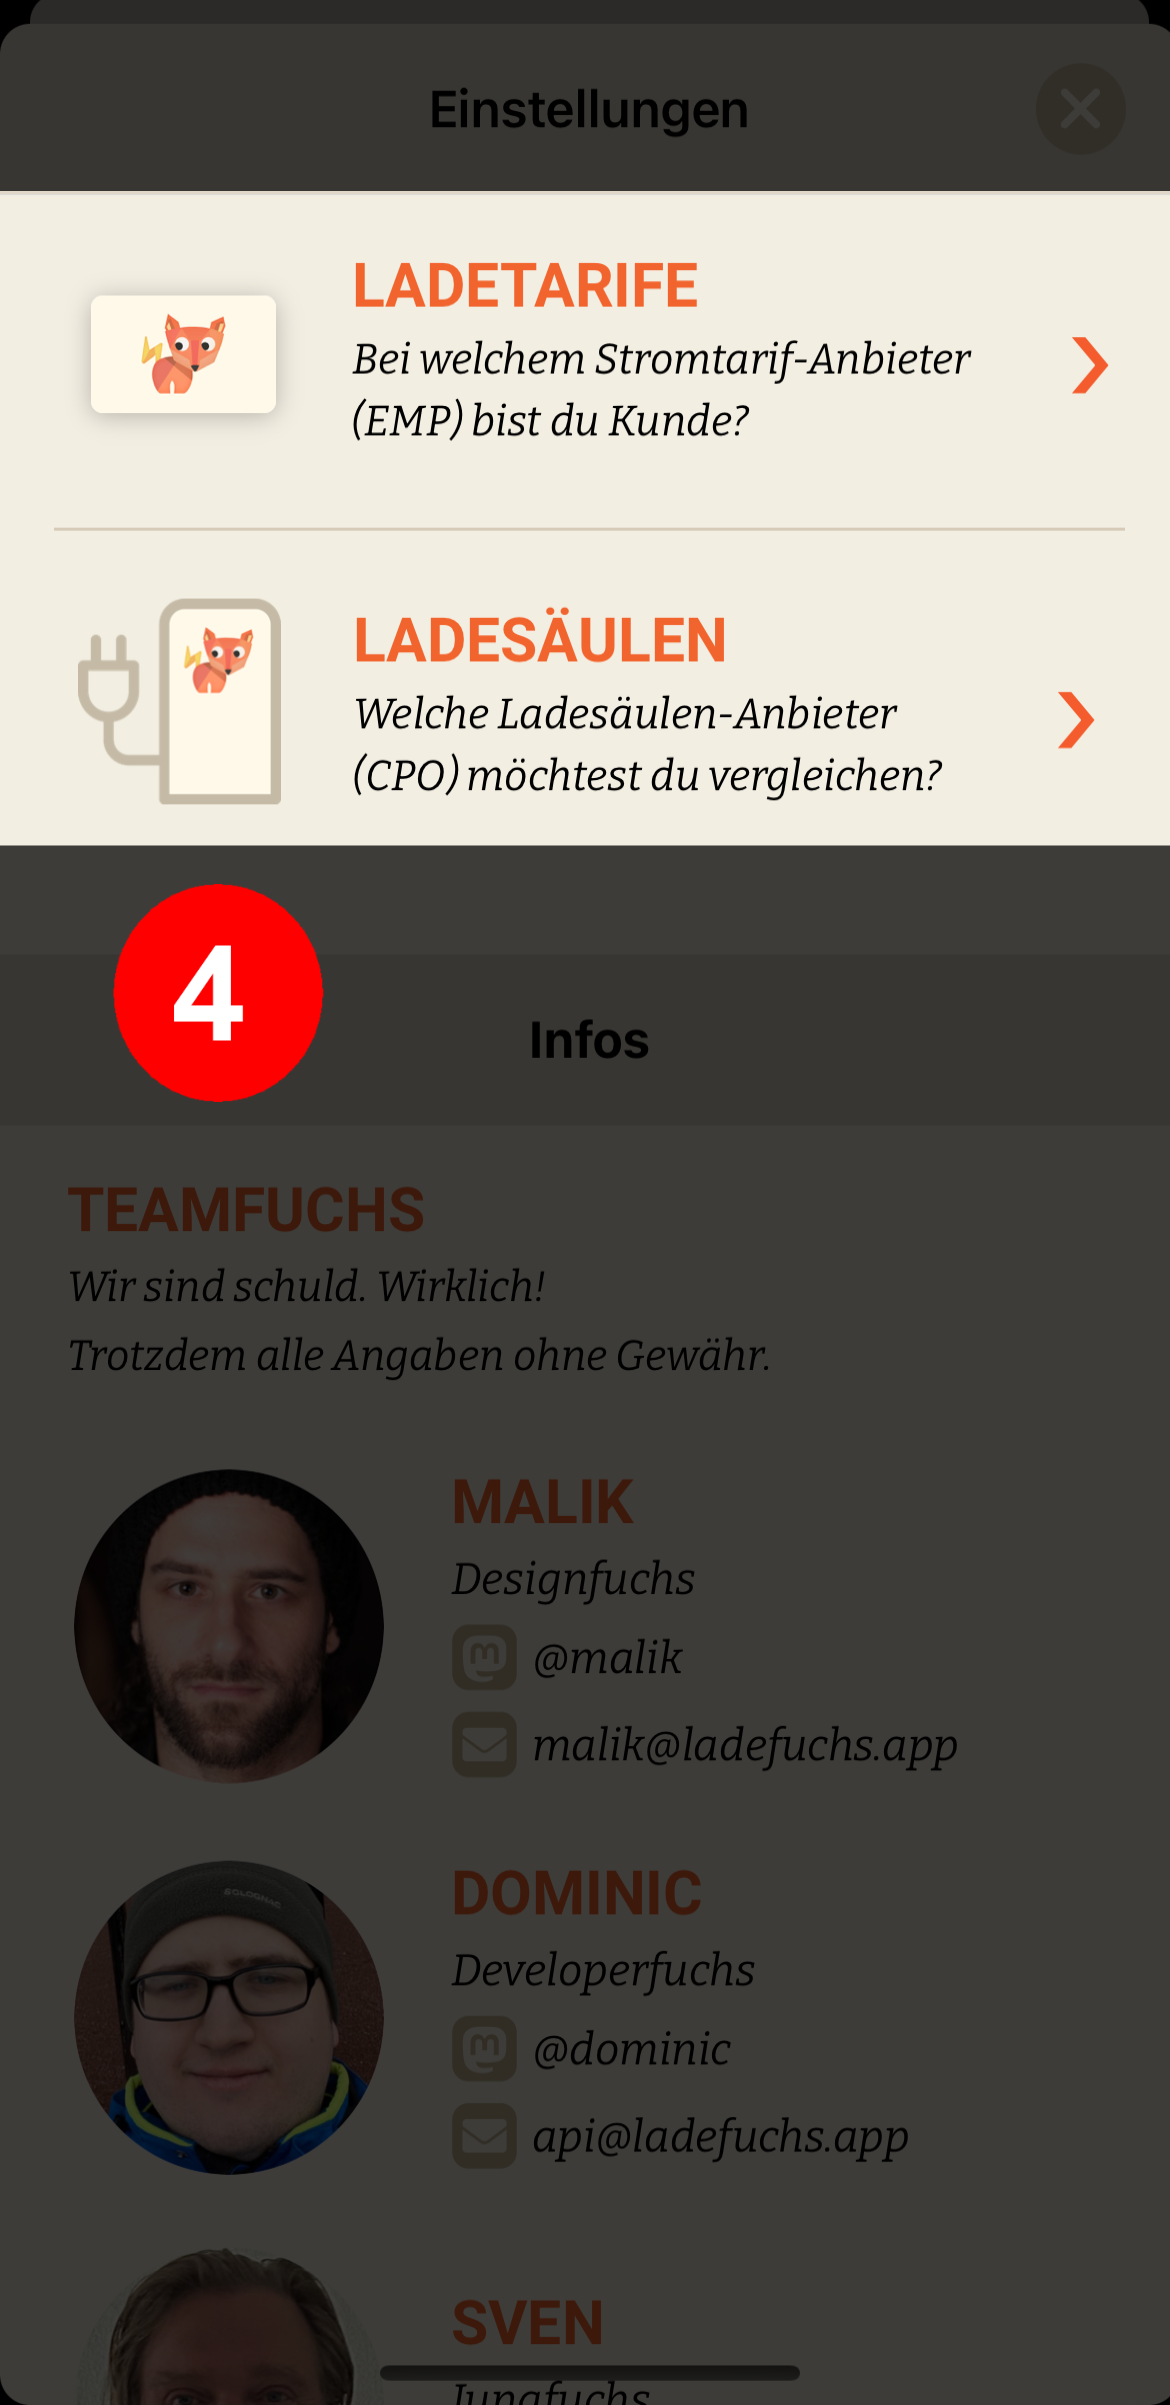 Einstellungen
LADETARIFE
Bei welchem Stromtarif-Anbieter
(EMP) bist du Kunde?
LADESÄULEN
Welche Ladesäulen-Anbieter
(CPO) möchtest du vergleichen?
4
Infos
TEAMFUCHS
Wir sind schuld. Wirklich!
Trotzdem alle Angaben ohne Gewähr.
MALIK
Designfuchs
@malik
malik@ladefuchs.app
SOLOGNAC
DOMINIC
Developerfuchs
@dominic
api@ladefuchs.app
SVEN
Jungfuchs